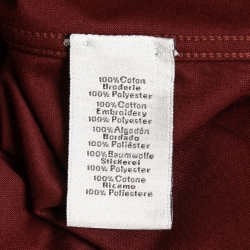 100%Coton
Broderie
100% Polyester
100%Cotton
Embroidery
100% Polyester
100%Algodón
Bordado
100% Poliéster
100%Baumwolle
Stickerei
100% Polyester
100%Cotone
Ricamo
100% Poliestere